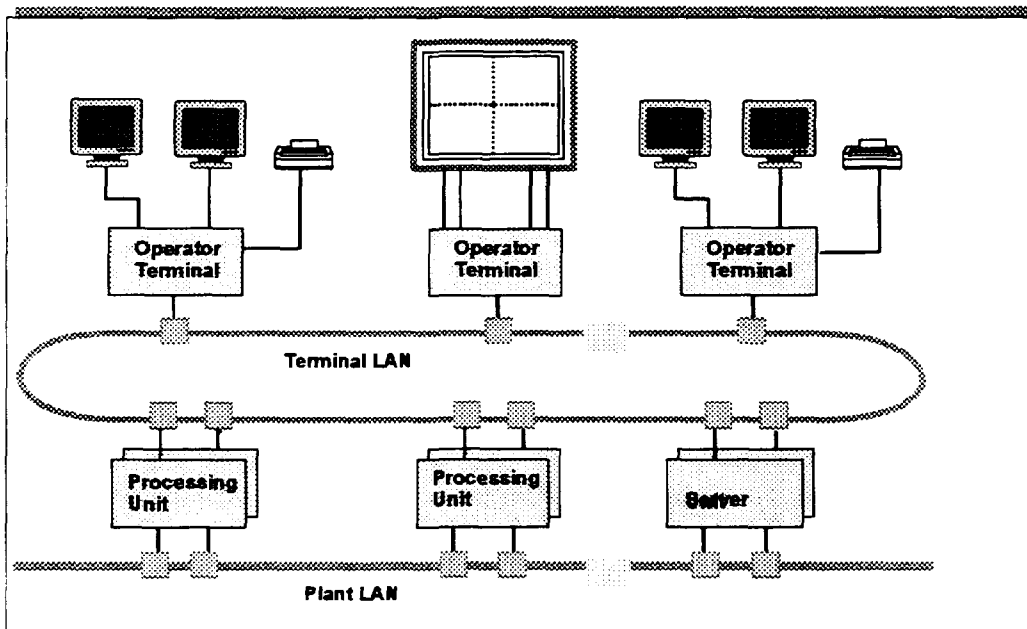 Operator
Terminal
Operator
Terminal
Operator
Terminal
Terminal LAN
Processing
Unit
Processing
Unit
Server
Plant LAN